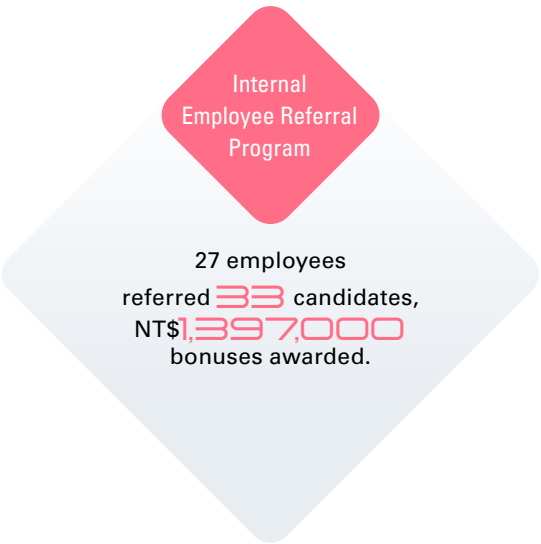 Internal
Employee Referral
Program
27 employees
referred 33 candidates,
NT$1,397,000
bonuses awarded.